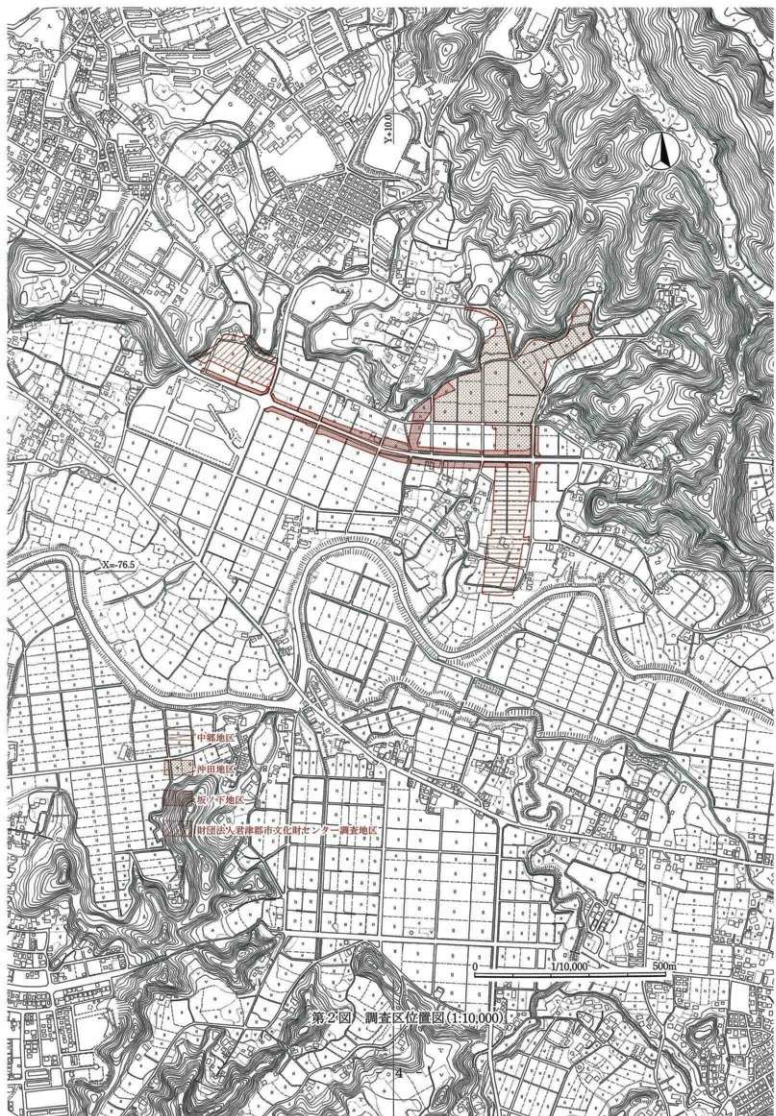 Y=10.0
X=-76.5
中郷地区
沖田地区
坂ノ下地区
財団法人君津郡市文化財センター調査地区
0 1/10,000 500m
第2図 調査区位置図(1:10,000)
4